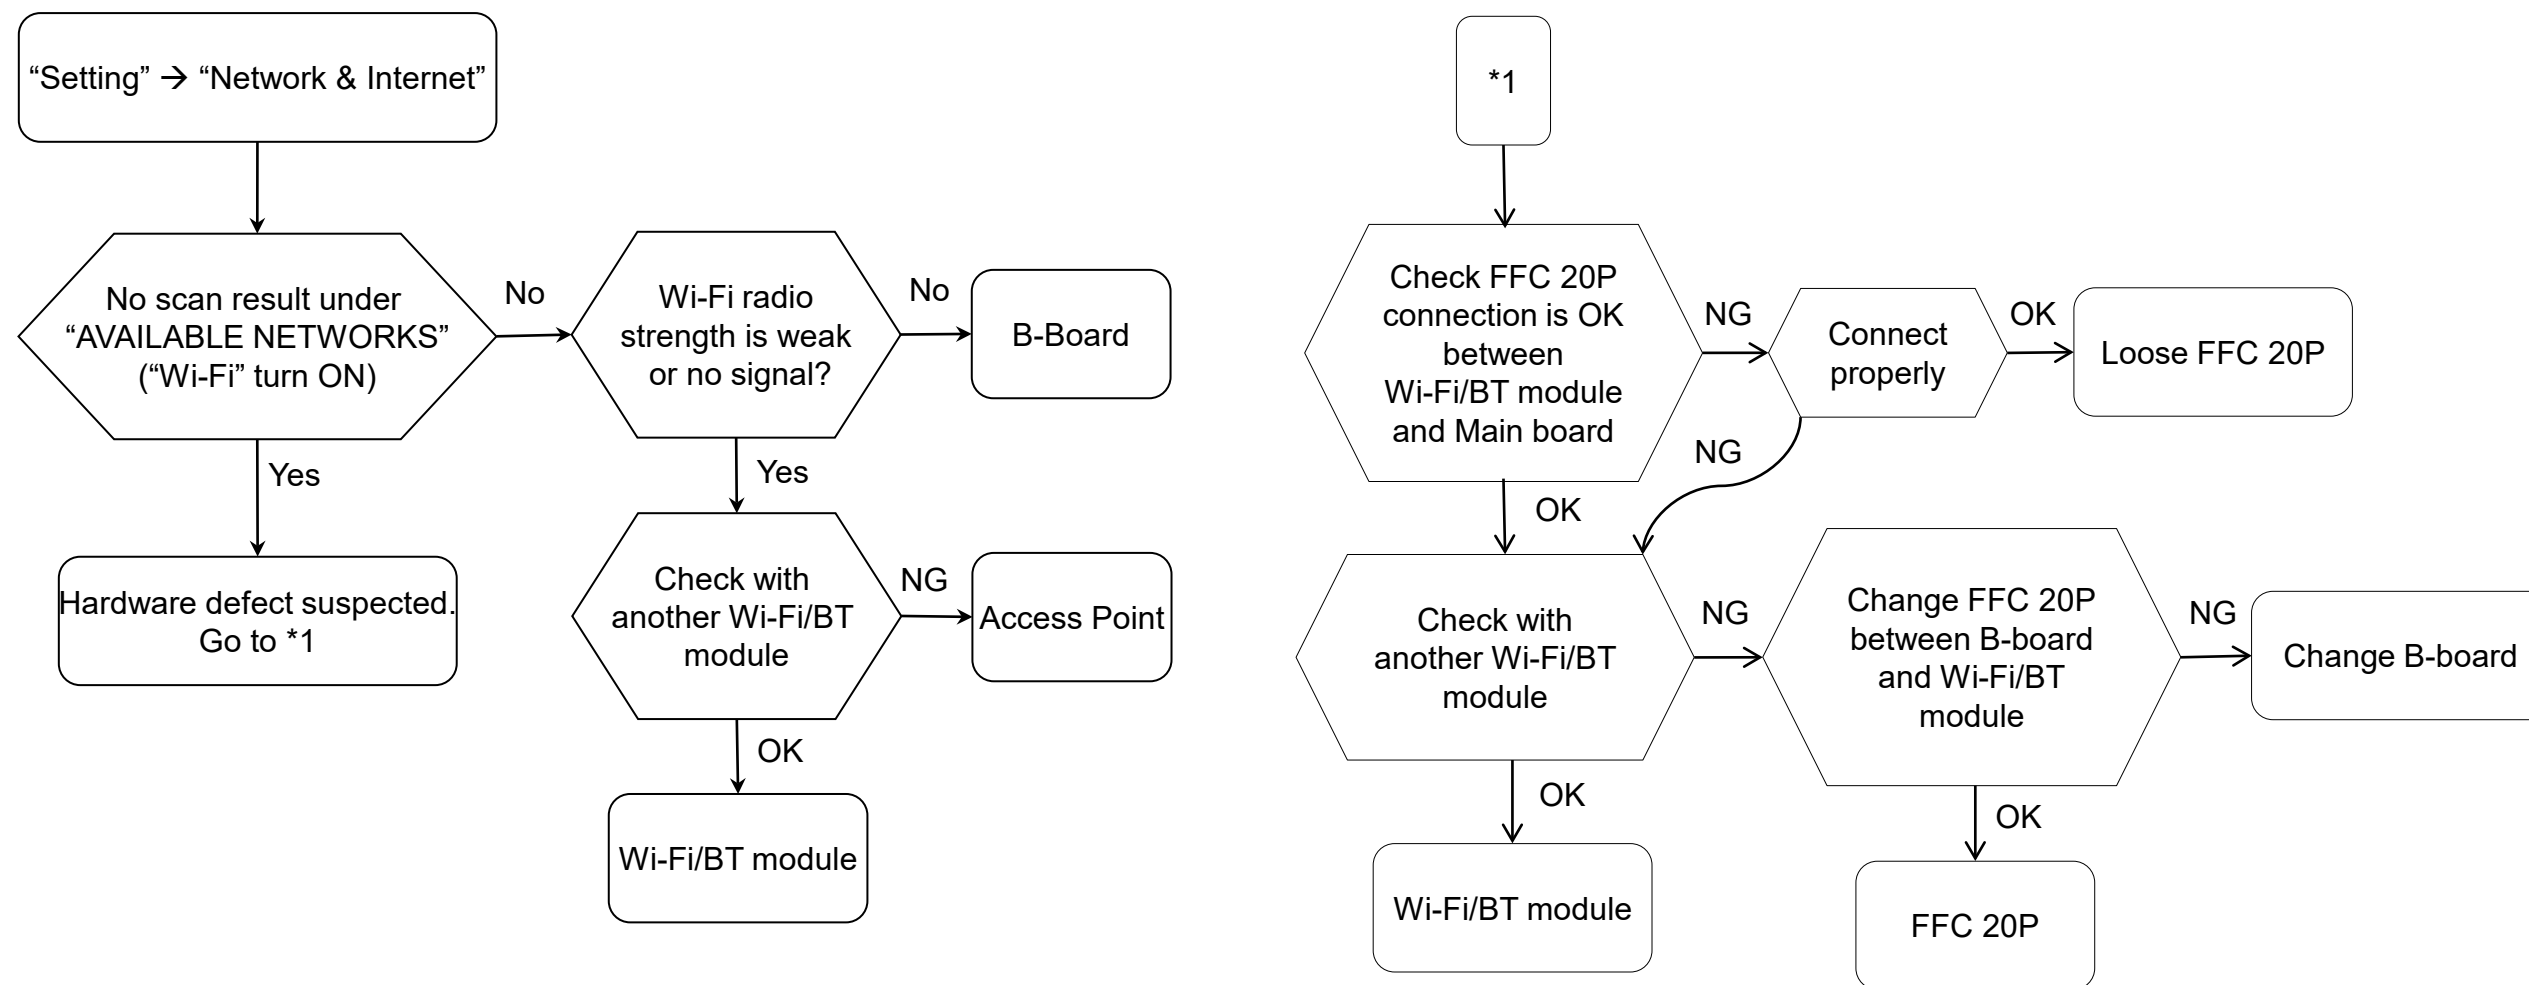 “Setting” → “Network & Internet”
No scan result under
“AVAILABLE NETWORKS”
(“Wi-Fi” turn ON)
No
Wi-Fi radio
strength is weak
or no signal?
No
B-Board
Yes
Hardware defect suspected.
Go to *1
Yes
Check with
another Wi-Fi/BT
module
NG
Access Point
OK
Wi-Fi/BT module
*1
Check FFC 20P
connection is OK
between
Wi-Fi/BT module
and Main board
NG
Connect
properly
OK
Loose FFC 20P
NG
OK
Check with
another Wi-Fi/BT
module
NG
Change FFC 20P
between B-board
and Wi-Fi/BT
module
NG
Change B-board
OK
Wi-Fi/BT module
OK
FFC 20P